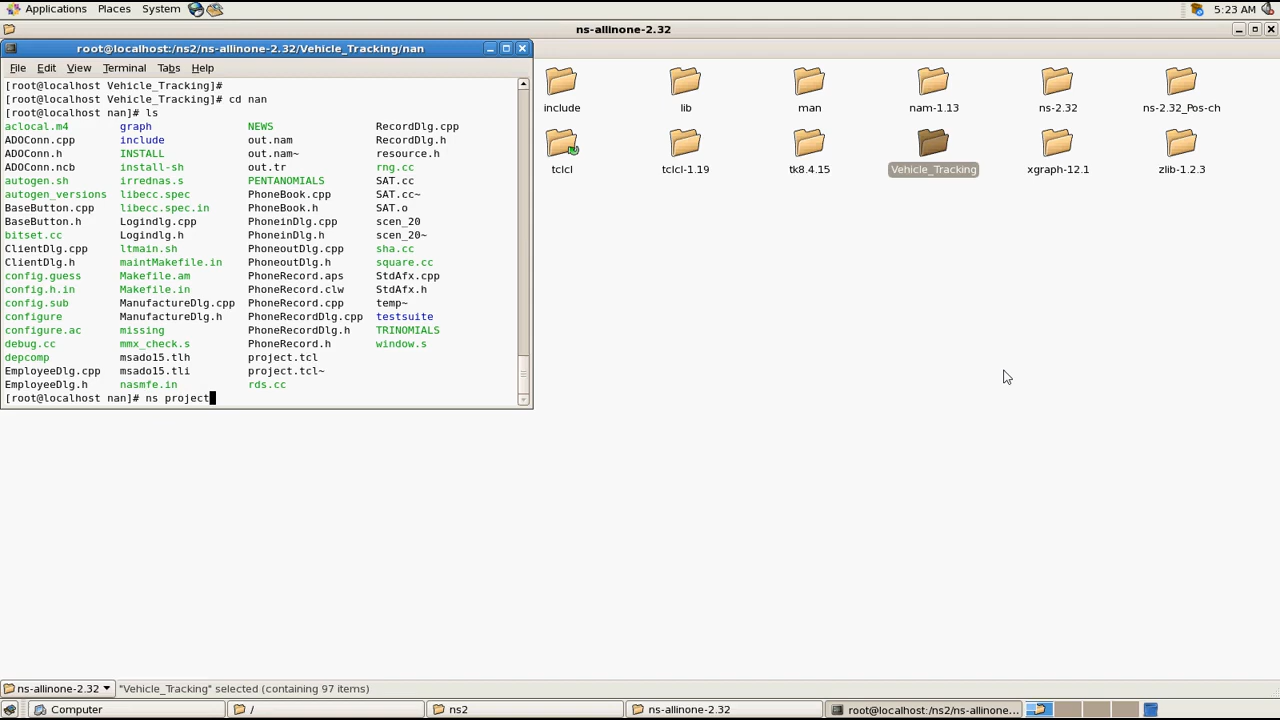 Applications Places System 5:23 AM
ns-allinone-2.32
root@localhost:/ns2/ns-allinone-2.32/Vehicle_Tracking/nan
File Edit View Terminal Tabs Help
[root@localhost Vehicle_Tracking]#
[root@localhost Vehicle_Tracking]# cd nan
[root@localhost nan]# ls
aclocal.m4 graph NEWS RecordDlg.cpp
ADOConn.cpp include out.nam RecordDlg.h
ADOConn.h INSTALL out.nam~ resource.h
ADOConn.ncb install-sh out.tr rng.cc
autogen.sh irrednas.s PENTANOMIALS SAT.cc
autogen_versions libecc.spec PhoneBook.cpp SAT.cc~
BaseButton.cpp libecc.spec.in PhoneBook.h SAT.o
BaseButton.h Logindlg.cpp PhoneinDlg.cpp scen_20
bitset.cc Logindlg.h PhoneinDlg.h scen_20~
ClientDlg.cpp ltmain.sh PhoneoutDlg.cpp sha.cc
ClientDlg.h maintMakefile.in PhoneoutDlg.h square.cc
config.guess Makefile.am PhoneRecord.aps StdAfx.cpp
config.h.in Makefile.in PhoneRecord.clw StdAfx.h
config.sub ManufactureDlg.cpp PhoneRecord.cpp temp~
configure ManufactureDlg.h PhoneRecordDlg.cpp testsuite
configure.ac missing PhoneRecordDlg.h TRINOMIALS
debug.cc mmx_check.s PhoneRecord.h window.s
depcomp msado15.tlh project.tcl
EmployeeDlg.cpp msado15.tli project.tcl~
EmployeeDlg.h nasmfe.in rds.cc
[root@localhost nan]# ns project
include lib man nam-1.13 ns-2.32 ns-2.32_Pos-ch
tclcl tclcl-1.19 tk8.4.15 Vehicle_Tracking xgraph-12.1 zlib-1.2.3
ns-allinone-2.32 "Vehicle_Tracking" selected (containing 97 items)
Computer / ns2 ns-allinone-2.32 root@localhost:/ns2/ns-allinone...